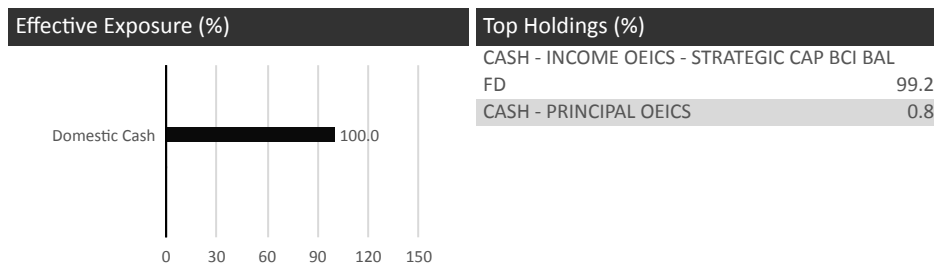 Effective Exposure (%)
Domestic Cash
100.0
0 30 60 90 120 150
Top Holdings (%)
CASH - INCOME OEICS - STRATEGIC CAP BCI BAL
FD 99.2
CASH - PRINCIPAL OEICS 0.8